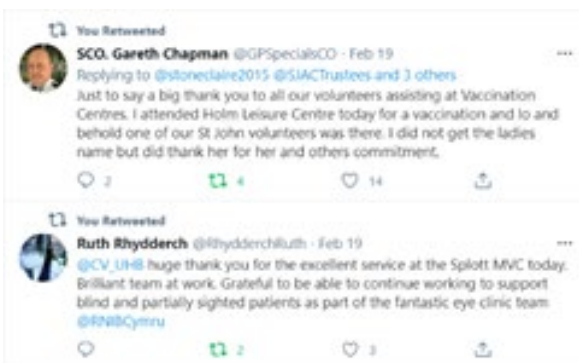 You Retweeted
SCO. Gareth Chapman @GPSpecialsCO · Feb 19
Replying to @stoneclaire2015 @SJACTrustees and 3 others
Just to say a big thank you to all our volunteers assisting at Vaccination
Centres. I attended Holm Leisure Centre today for a vaccination and lo and
behold one of our St John volunteers was there. I did not get the ladies
name but did thank her for her and others commitment.
2 4 14
You Retweeted
Ruth Rhydderch @RhydderchRuth · Feb 19
@CV_UHB huge thank you for the excellent service at the Splott MVC today.
Brilliant team at work. Grateful to be able to continue working to support
blind and partially sighted patients as part of the fantastic eye clinic team
@RNIBCymru
2 3